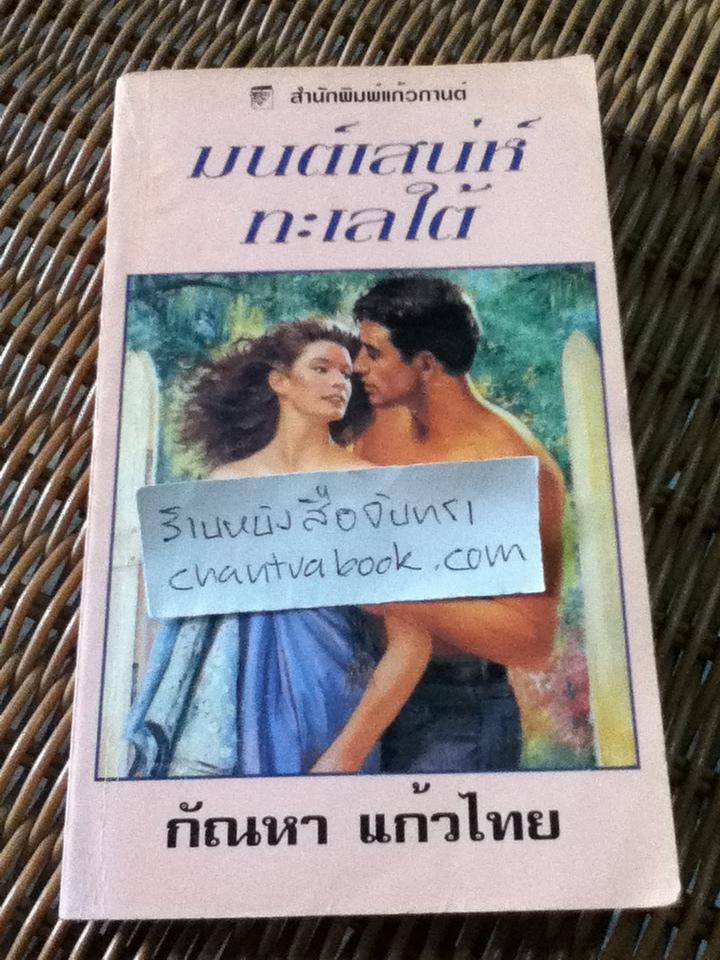 สำนักพิมพ์แก้วกานต์
มนต์เสน่ห์
ทะเลใต้
ร้านหนังสือจันทรา
chantrabook.com
กัณหา แก้วไทย